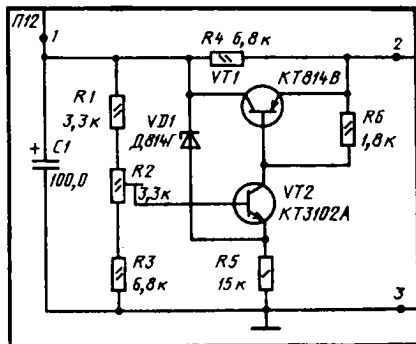 П12
1
R4 6,8к
2
VT1
КТ814В
R1
3,3к
VD1
Д814Г
R6
1,8к
+
C1
100,0
R2
3,3к
VT2
КТ3102А
R3
6,8к
R5
15к
3